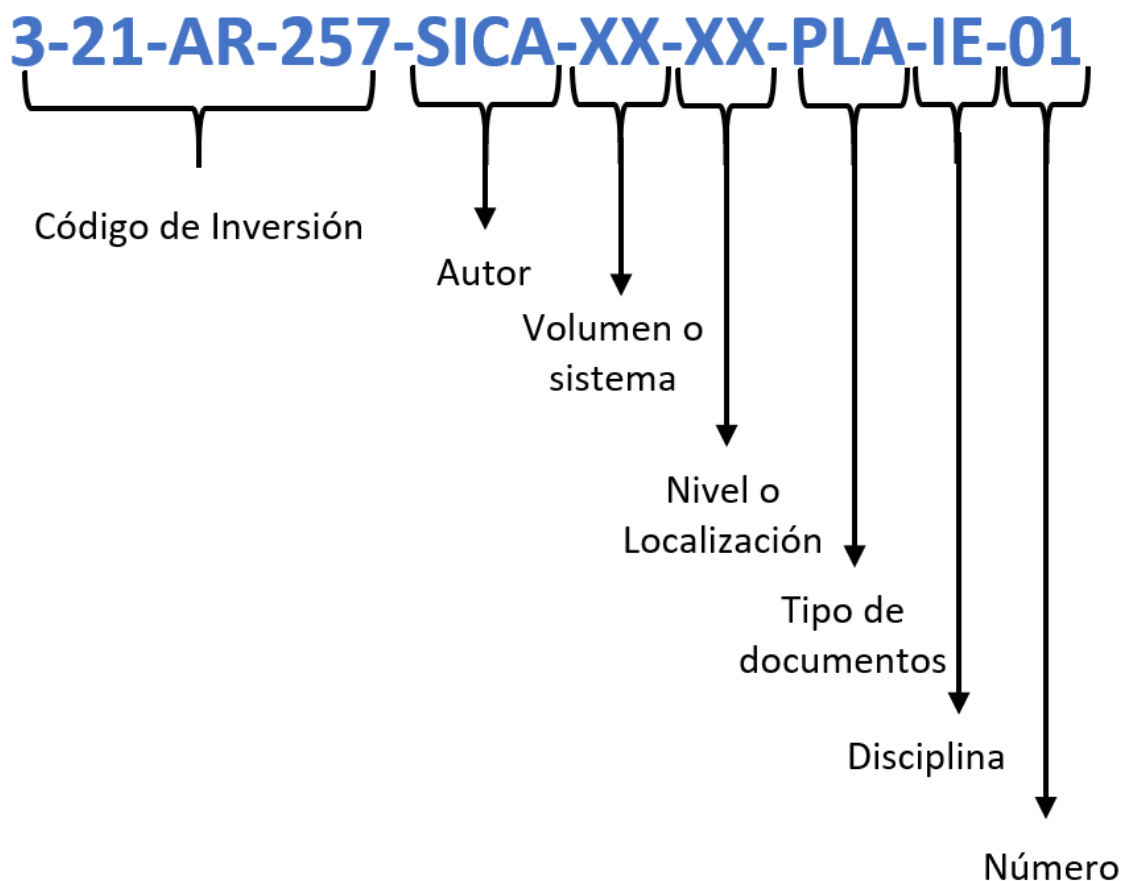 3-21-AR-257-SICA-XX-XX-PLA-IE-01
Código de Inversión
Autor
Volumen o
sistema
Nivel o
Localización
Tipo de
documentos
Disciplina
Número